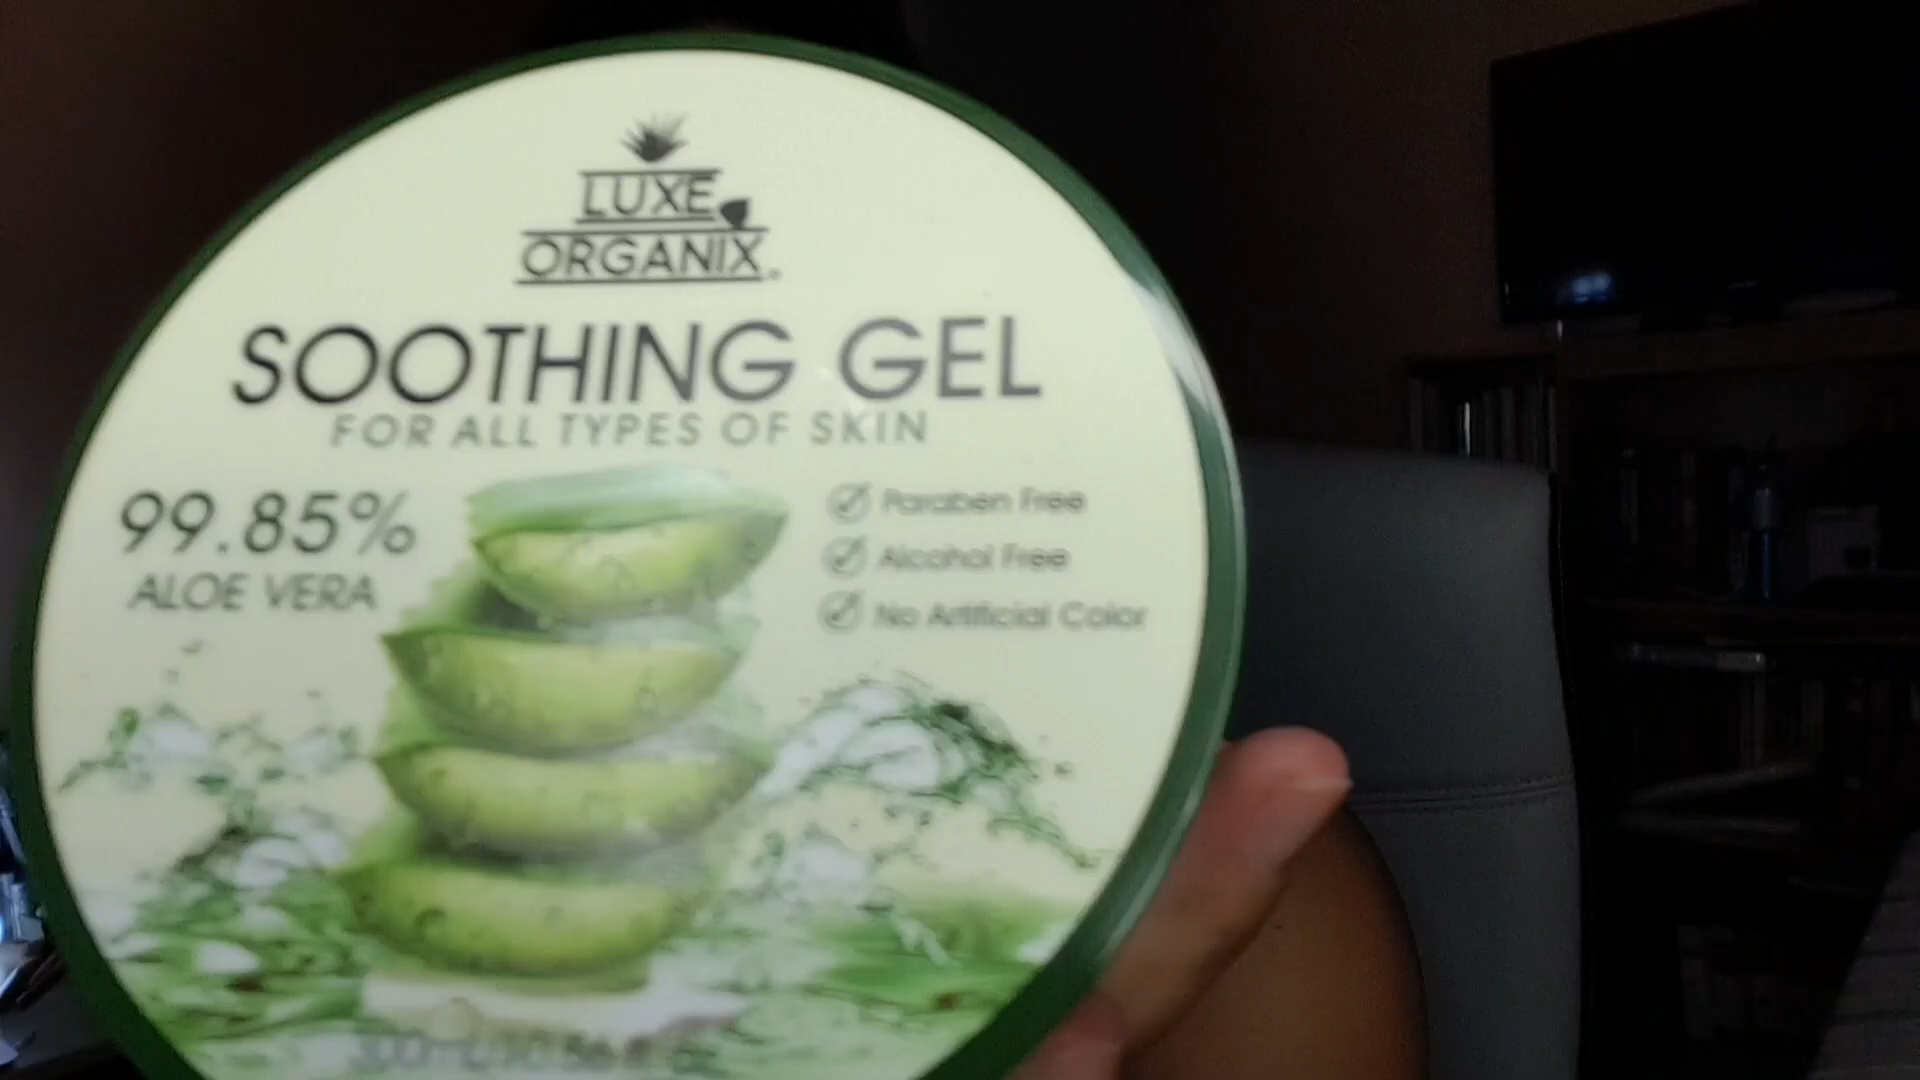 LUXE
ORGANIX
SOOTHING GEL
FOR ALL TYPES OF SKIN
99.85%
ALOE VERA
Paraben Free
Alcohol Free
No Artificial Color
300mL